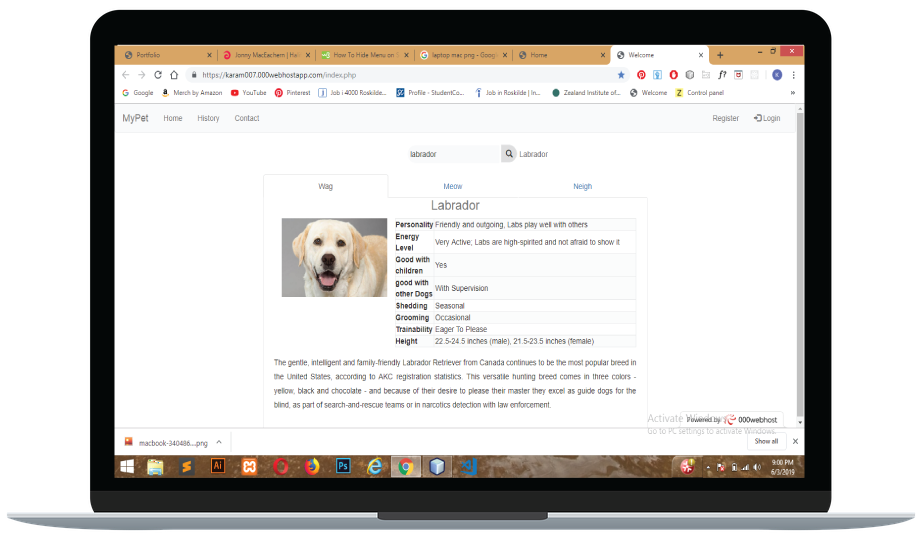 Portfolio
Jonny MacEachern | Hall
How To Hide Menu on
laptop mac png - Google
Home
Welcome
https://karam007.000webhostapp.com/index.php
f?
K
Google
Merch by Amazon
YouTube
Pinterest
Job i 4000 Roskilde...
Profile - StudentCo...
Job in Roskilde | In...
Zealand Institute of...
Welcome
Control panel
»
MyPet
Home
History
Contact
Register
Login
labrador
Labrador
Wag
Meow
Neigh
Labrador
Personality Friendly and outgoing, Labs play well with others
Energy
Level
Very Active; Labs are high-spirited and not afraid to show it
Good with
children
Yes
good with
other Dogs
With Supervision
Shedding Seasonal
Grooming Occasional
Trainability Eager To Please
Height 22.5-24.5 inches (male), 21.5-23.5 inches (female)
The gentle, intelligent and family-friendly Labrador Retriever from Canada continues to be the most popular breed in
the United States, according to AKC registration statistics. This versatile hunting breed comes in three colors -
yellow, black and chocolate - and because of their desire to please their master they excel as guide dogs for the
blind, as part of search-and-rescue teams or in narcotics detection with law enforcement.
Activate Windows
Go to PC settings to activate Windows.
Powered by 000webhost
macbook-340486....png
Show all
Ai
Ps
9:00 PM
6/3/2019